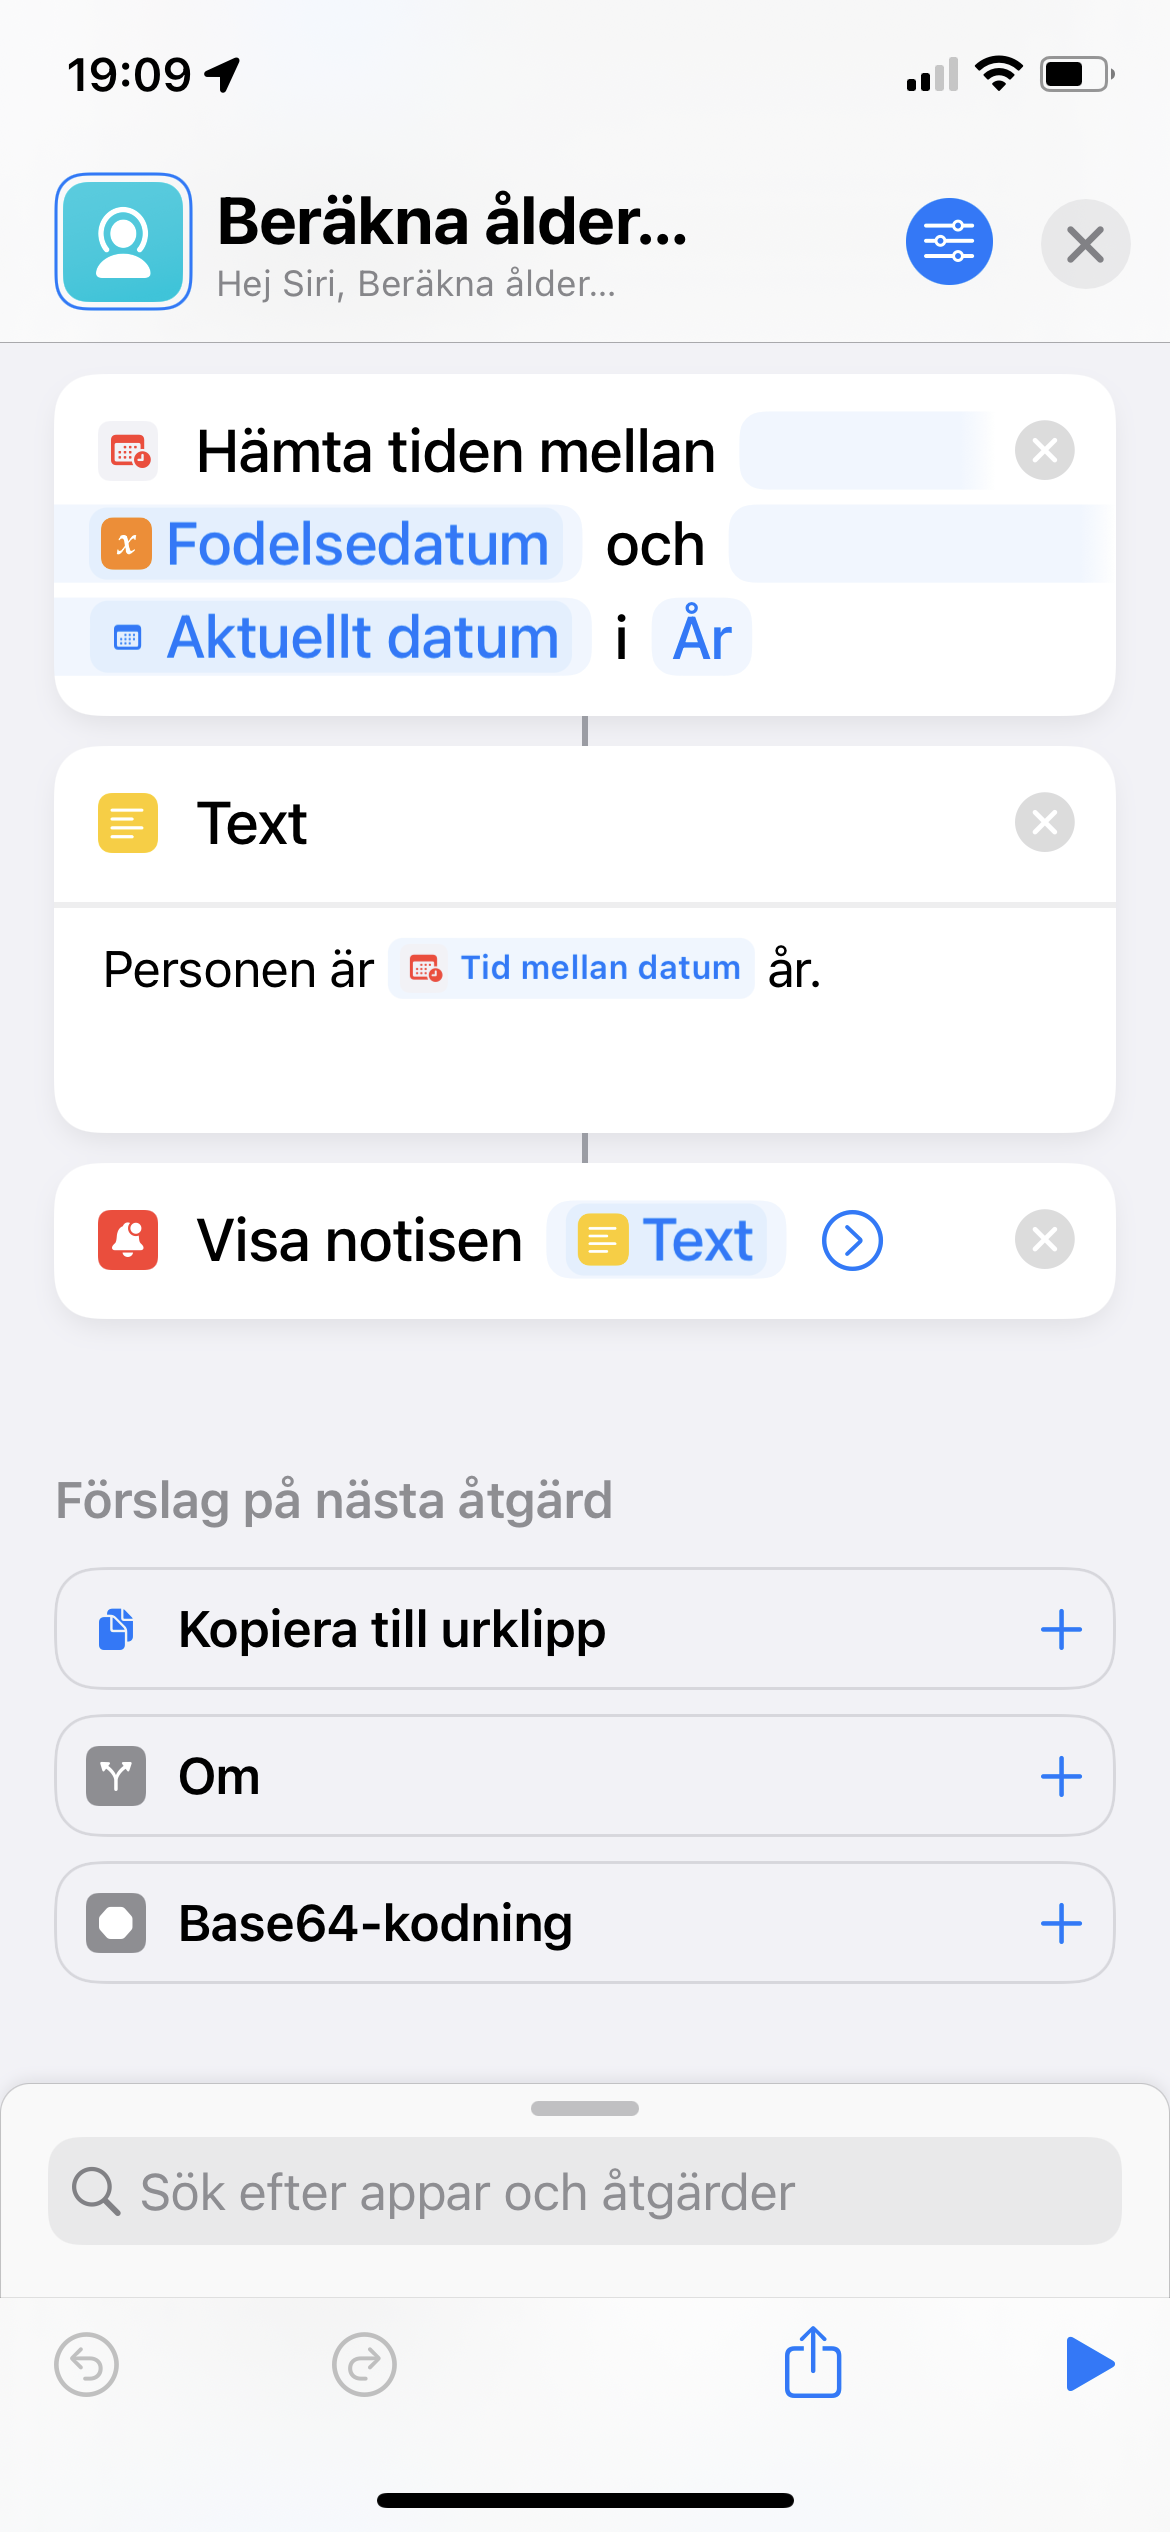 19:09
Beräkna ålder...
Hej Siri, Beräkna ålder...
Hämta tiden mellan
x Fodelsedatum och
Aktuellt datum i År
Text
Personen är Tid mellan datum år.
Visa notisen Text
Förslag på nästa åtgärd
Kopiera till urklipp
Om
Base64-kodning
Sök efter appar och åtgärder